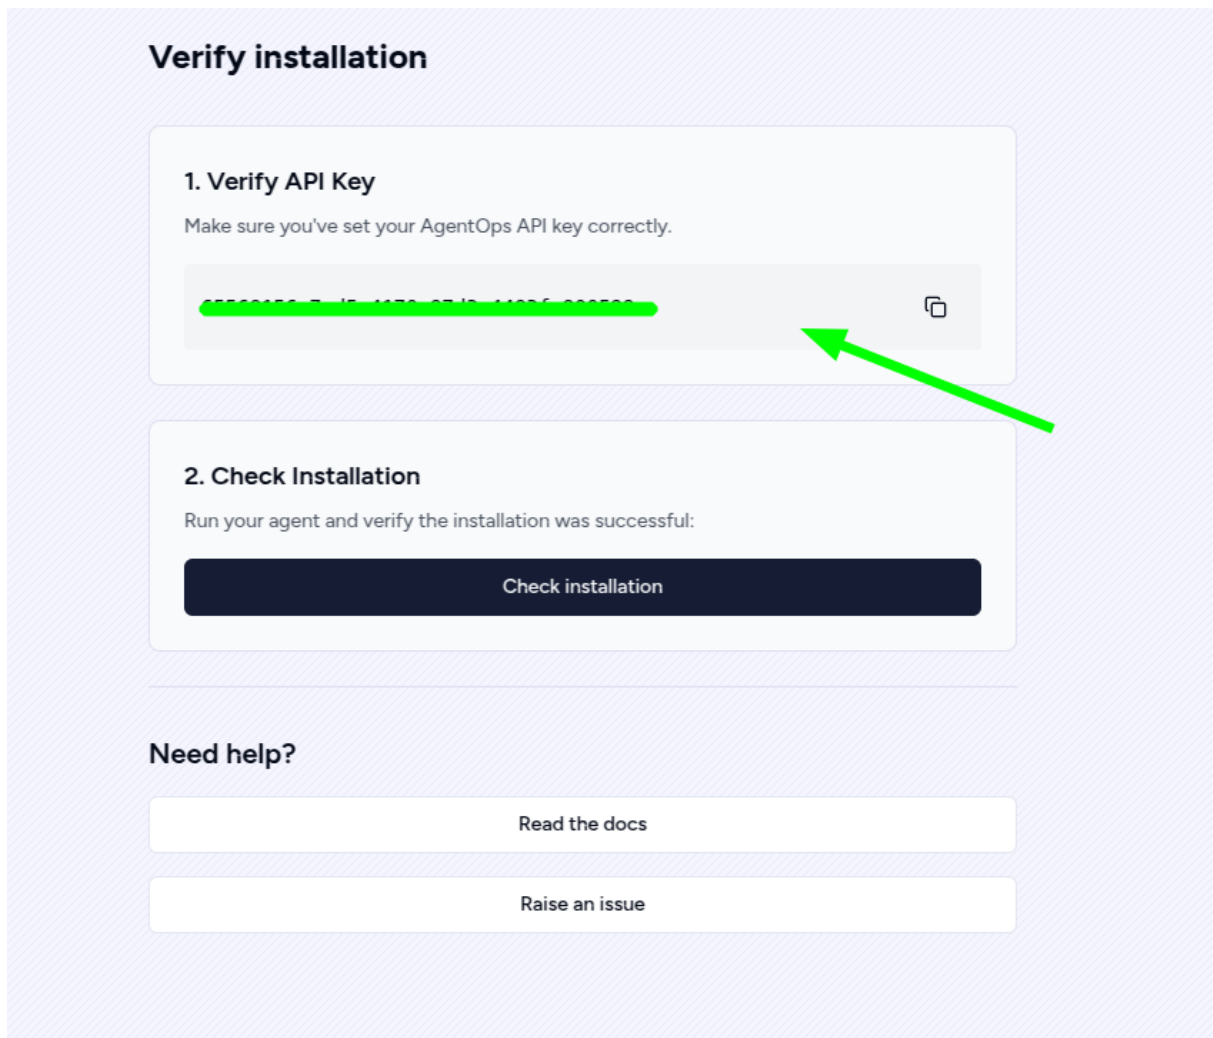 Verify installation
1. Verify API Key
Make sure you've set your AgentOps API key correctly.
2. Check Installation
Run your agent and verify the installation was successful:
Check installation
Need help?
Read the docs
Raise an issue